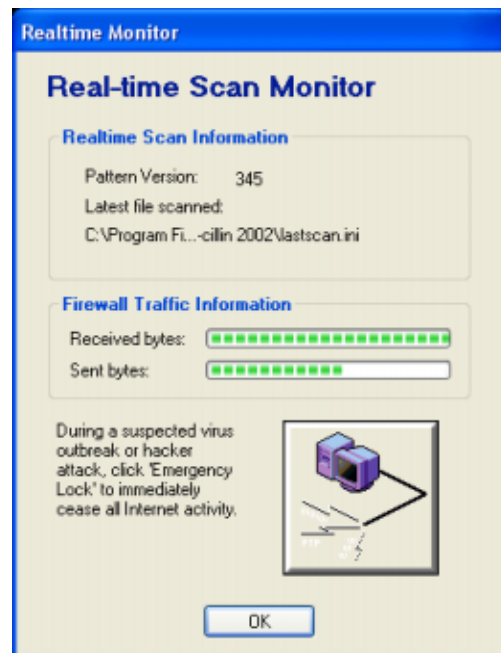 Realtime Monitor
Real-time Scan Monitor
Realtime Scan Information
Pattern Version: 345
Latest file scanned:
C:\Program Fi...-cillin 2002\lastscan.ini
Firewall Traffic Information
Received bytes:
Sent bytes:
During a suspected virus
outbreak or hacker
attack, click 'Emergency
Lock' to immediately
cease all Internet activity.
OK